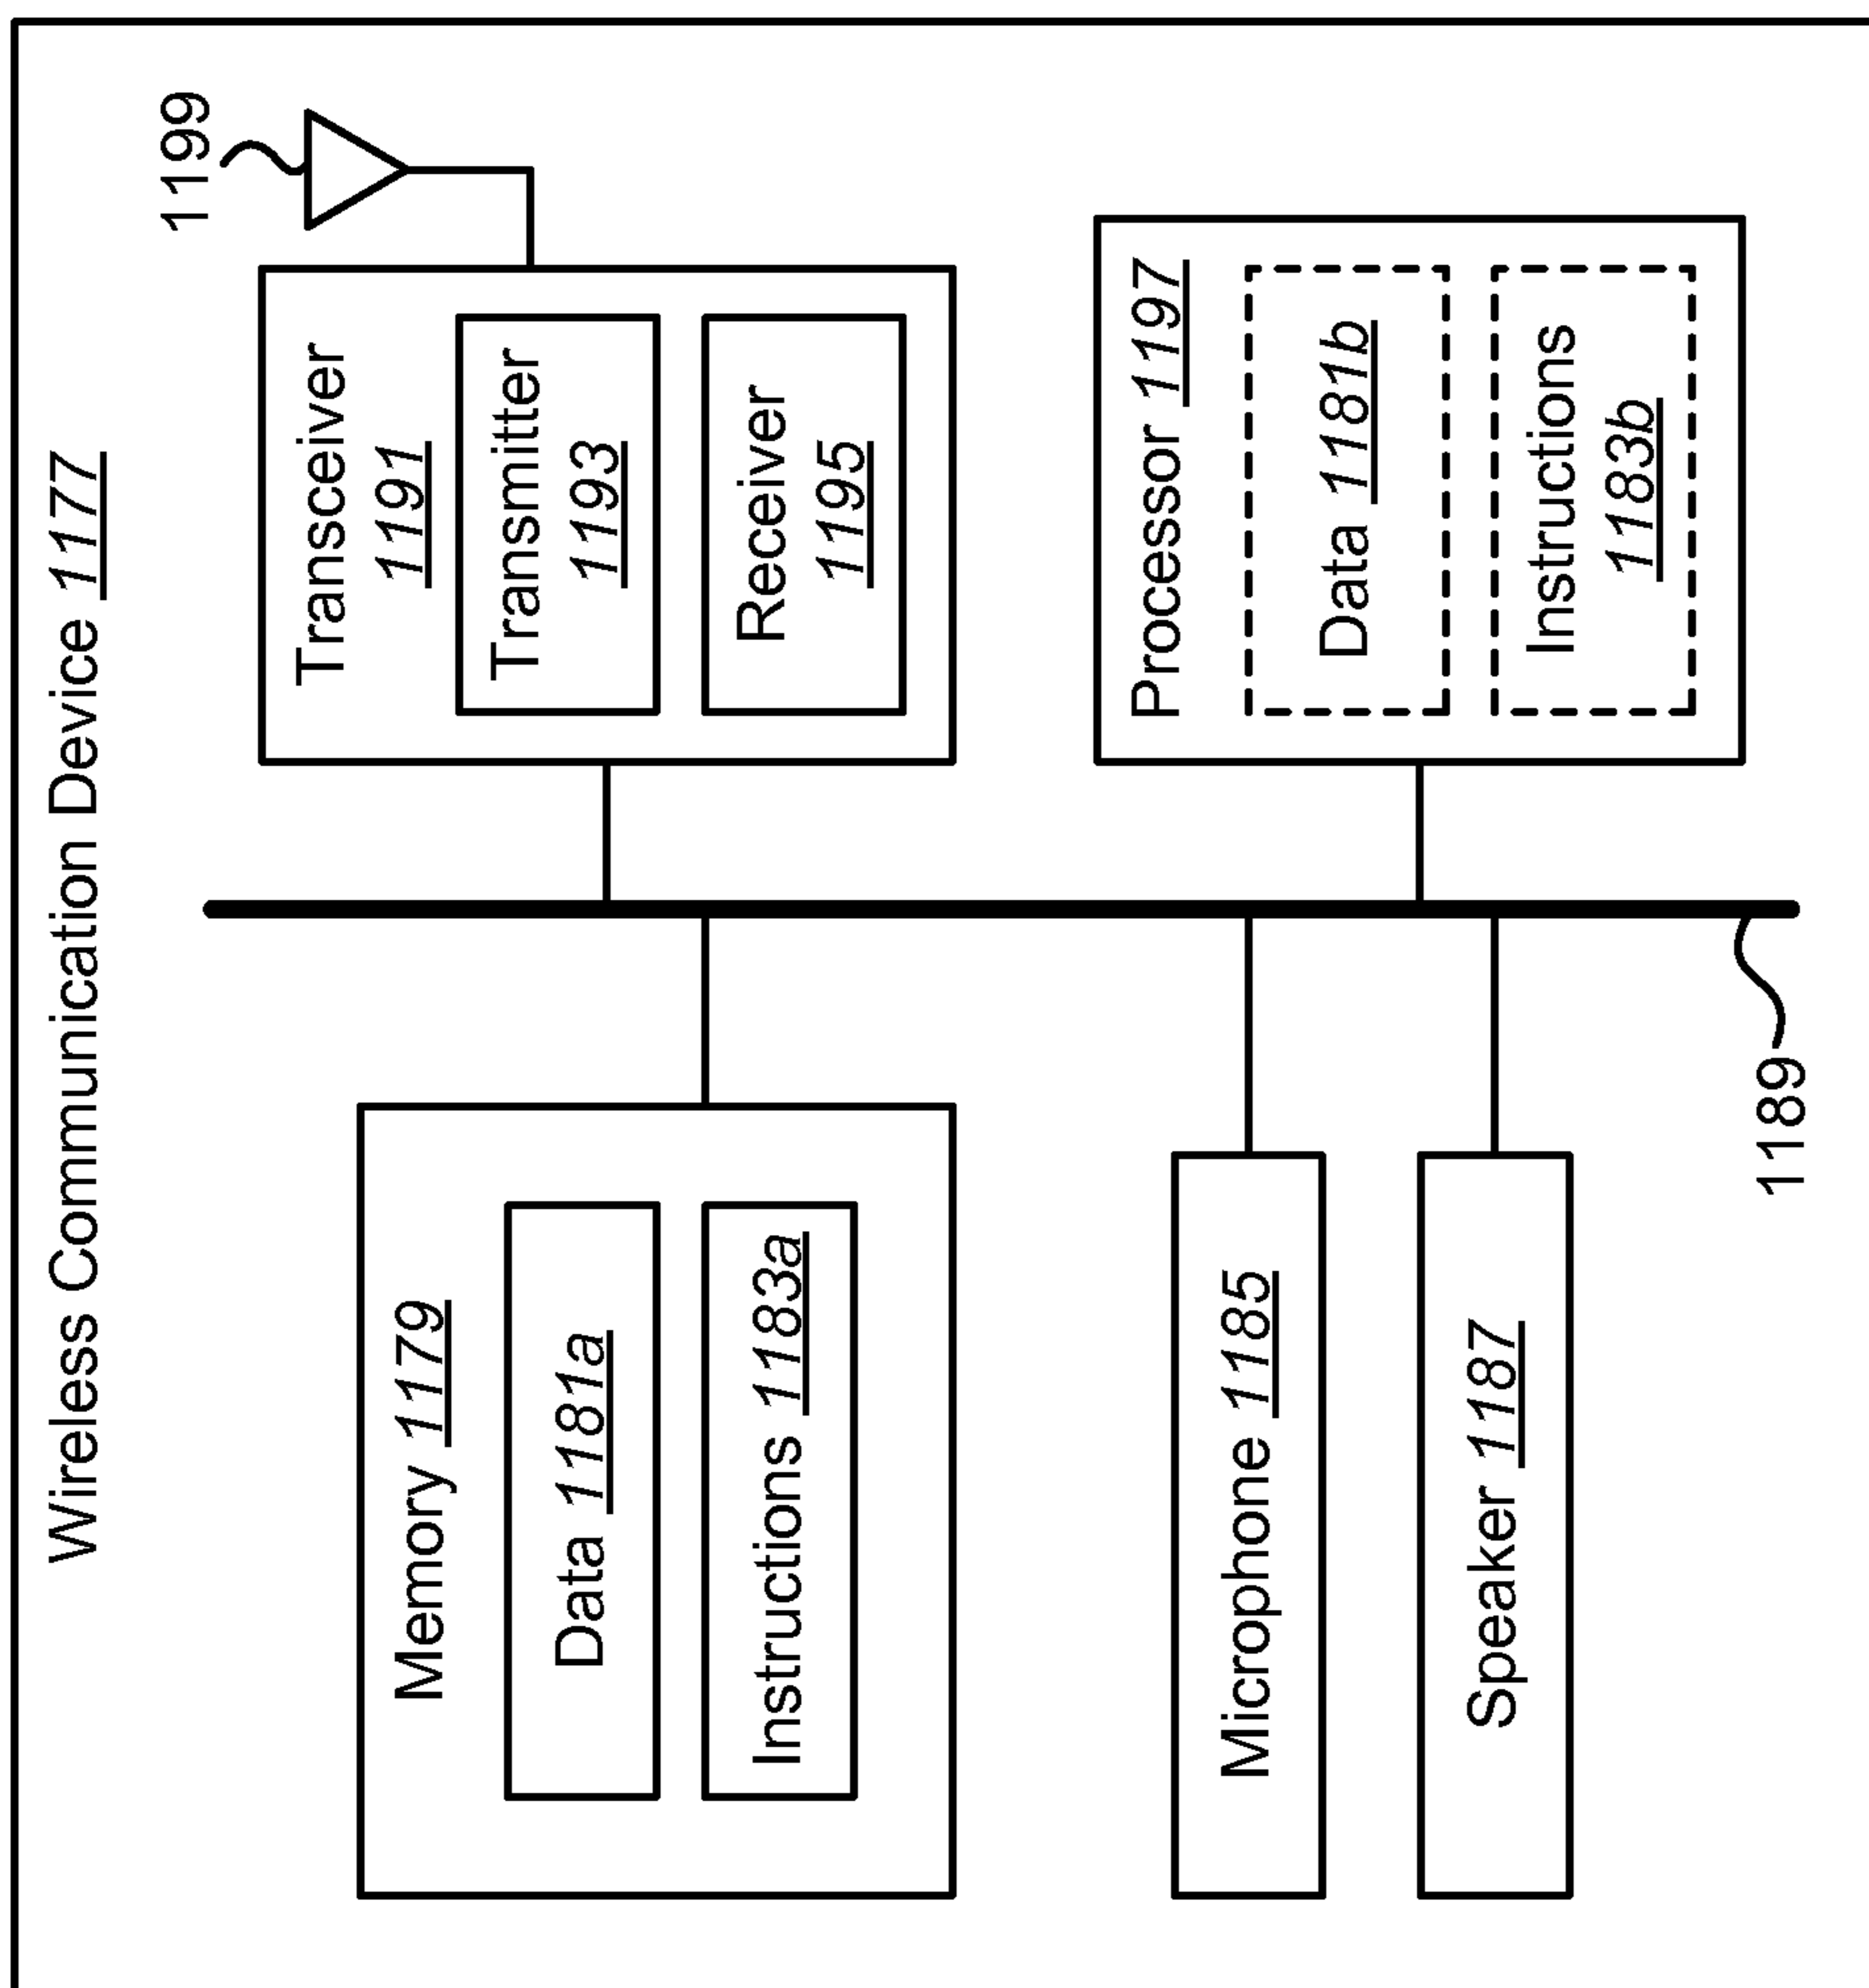 Wireless Communication Device 1177
Memory 1179
Data 1181a
Instructions 1183a
Microphone 1185
Speaker 1187
1189
1199
Transceiver
1191
Transmitter
1193
Receiver
1195
Processor 1197
Data 1181b
Instructions
1183b